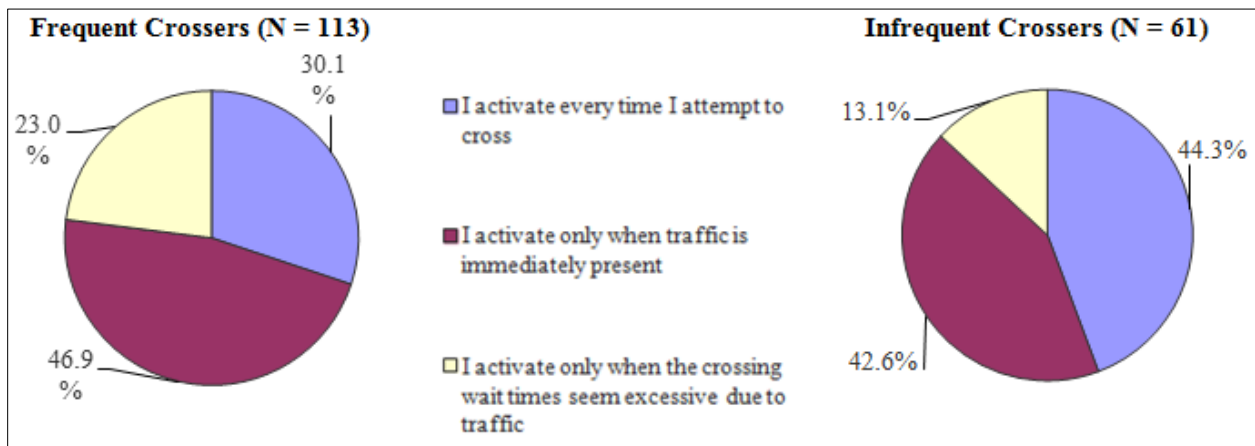 Frequent Crossers (N = 113)
30.1
%
23.0
%
46.9
%
I activate every time I attempt to
cross
I activate only when traffic is
immediately present
I activate only when the crossing
wait times seem excessive due to
traffic
Infrequent Crossers (N = 61)
13.1%
44.3%
42.6%